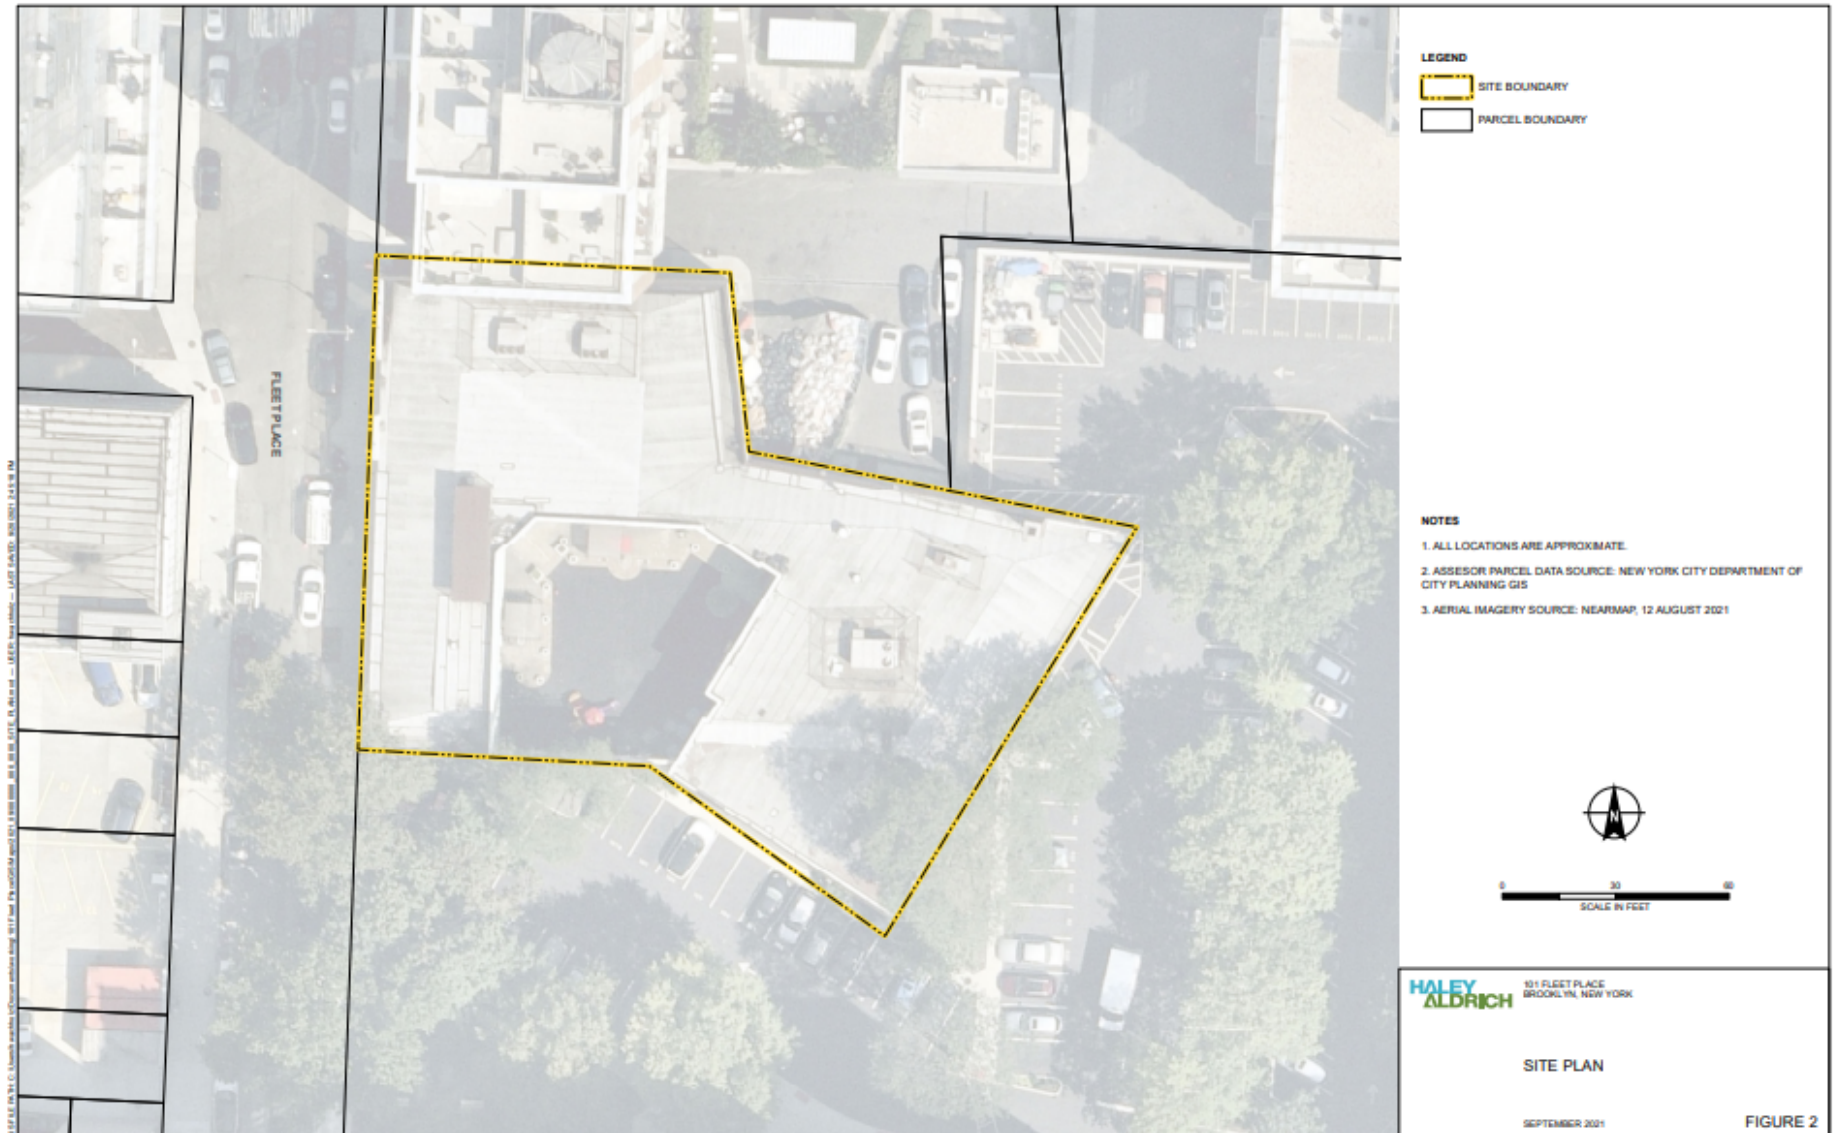 FLEET PLACE
LEGEND
SITE BOUNDARY
PARCEL BOUNDARY
NOTES
1. ALL LOCATIONS ARE APPROXIMATE.
2. ASSESOR PARCEL DATA SOURCE: NEW YORK CITY DEPARTMENT OF
CITY PLANNING GIS
3. AERIAL IMAGERY SOURCE: NEARMAP, 12 AUGUST 2021
N
0 30 60
SCALE IN FEET
HALEY
ALDRICH
101 FLEET PLACE
BROOKLYN, NEW YORK
SITE PLAN
SEPTEMBER 2021
FIGURE 2